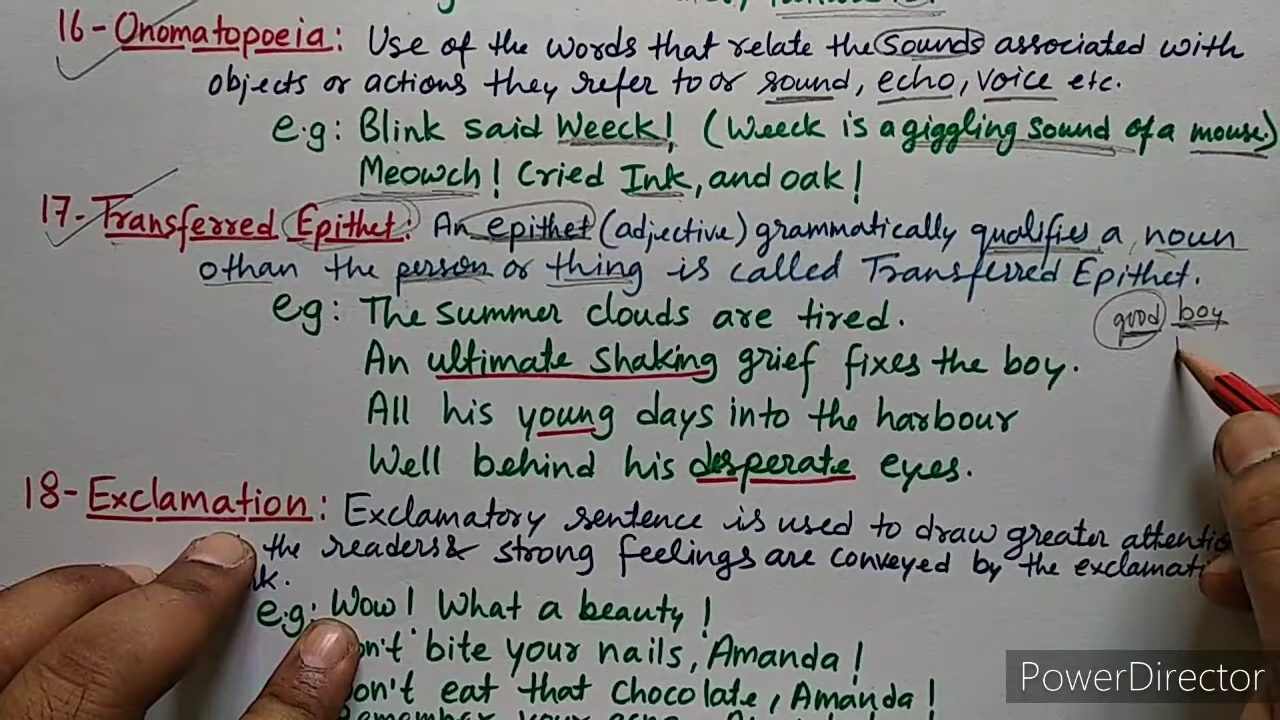 16- Onomatopoeia: Use of the words that relate the sounds associated with
objects or actions they refer to or sound, echo, voice etc.
e.g: Blink said Weeck! (Weeck is a giggling sound of a mouse.)
Meowch! Cried Ink, and oak!
17- Transferred Epithet: An epithet (adjective) grammatically qualifies a noun
othan the person or thing is called Transferred Epithet.
eg: The summer clouds are tired.
good boy
An ultimate shaking grief fixes the boy.
All his young days into the harbour
Well behind his desperate eyes.
18- Exclamation: Exclamatory sentence is used to draw greater attentio
the readers & strong feelings are conveyed by the exclamati
e.g: Wow! What a beauty!
on't bite your nails, Amanda!
on't eat that chocolate, Amanda!
PowerDirector